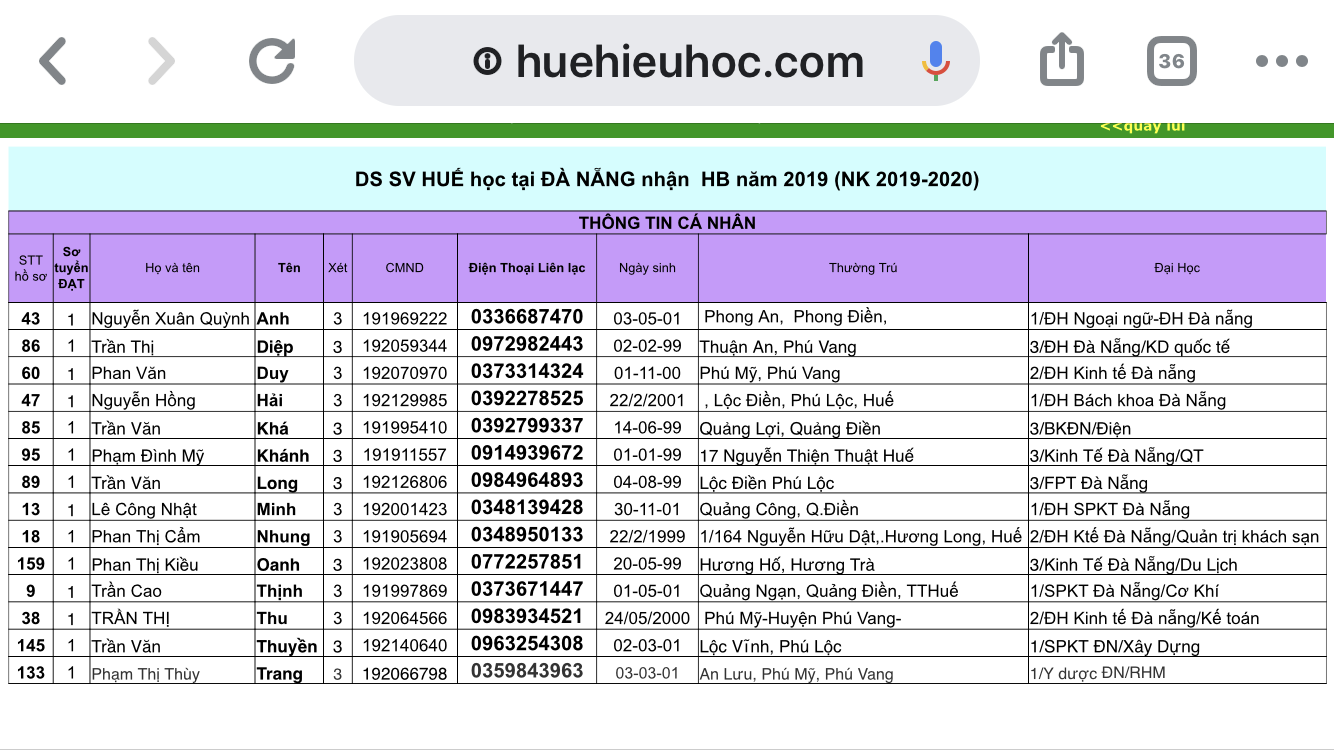 huehieuhoc.com
36
<<quay lui
DS SV HUẾ học tại ĐÀ NẴNG nhận HB năm 2019 (NK 2019-2020)
THÔNG TIN CÁ NHÂN
STT hồ sơ Sơ tuyển ĐẠT Họ và tên Tên Xét CMND Điện Thoại Liên lạc Ngày sinh Thường Trú Đại Học
43 1 Nguyễn Xuân Quỳnh Anh 3 191969222 0336687470 03-05-01 Phong An, Phong Điền, 1/ĐH Ngoại ngữ-ĐH Đà nẵng
86 1 Trần Thị Diệp 3 192059344 0972982443 02-02-99 Thuận An, Phú Vang 3/ĐH Đà Nẵng/KD quốc tế
60 1 Phan Văn Duy 3 192070970 0373314324 01-11-00 Phú Mỹ, Phú Vang 2/ĐH Kinh tế Đà nẵng
47 1 Nguyễn Hồng Hải 3 192129985 0392278525 22/2/2001 , Lộc Điền, Phú Lộc, Huế 1/ĐH Bách khoa Đà Nẵng
85 1 Trần Văn Khá 3 191995410 0392799337 14-06-99 Quảng Lợi, Quảng Điền 3/BKĐN/Điện
95 1 Phạm Đình Mỹ Khánh 3 191911557 0914939672 01-01-99 17 Nguyễn Thiện Thuật Huế 3/Kinh Tế Đà Nẵng/QT
89 1 Trần Văn Long 3 192126806 0984964893 04-08-99 Lộc Điền Phú Lộc 3/FPT Đà Nẵng
13 1 Lê Công Nhật Minh 3 192001423 0348139428 30-11-01 Quảng Công, Q.Điền 1/ĐH SPKT Đà Nẵng
18 1 Phan Thị Cẩm Nhung 3 191905694 0348950133 22/2/1999 1/164 Nguyễn Hữu Dật,.Hương Long, Huế 2/ĐH Ktế Đà Nẵng/Quản trị khách sạn
159 1 Phan Thị Kiều Oanh 3 192023808 0772257851 20-05-99 Hương Hố, Hương Trà 3/Kinh Tế Đà Nẵng/Du Lịch
9 1 Trần Cao Thịnh 3 191997869 0373671447 01-05-01 Quảng Ngạn, Quảng Điền, TTHuế 1/SPKT Đà Nẵng/Cơ Khí
38 1 TRẦN THỊ Thu 3 192064566 0983934521 24/05/2000 Phú Mỹ-Huyện Phú Vang- 2/ĐH Kinh tế Đà nẵng/Kế toán
145 1 Trần Văn Thuyền 3 192140640 0963254308 02-03-01 Lộc Vĩnh, Phú Lộc 1/SPKT ĐN/Xây Dựng
133 1 Phạm Thị Thùy Trang 3 192066798 0359843963 03-03-01 An Lưu, Phú Mỹ, Phú Vang 1/Y dược ĐN/RHM